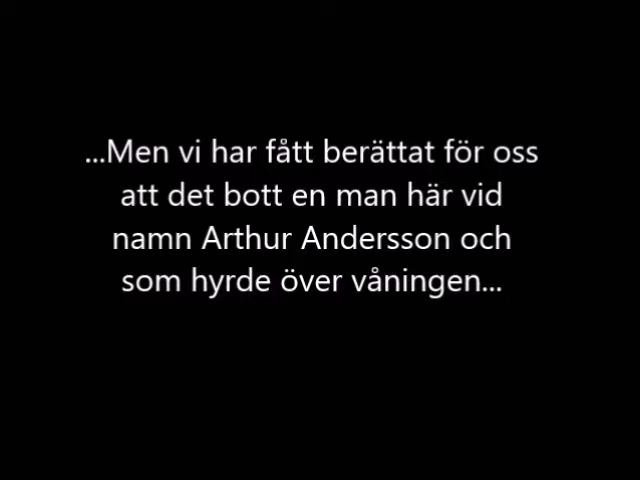 ...Men vi har fått berättat för oss
att det bott en man här vid
namn Arthur Andersson och
som hyrde över våningen...